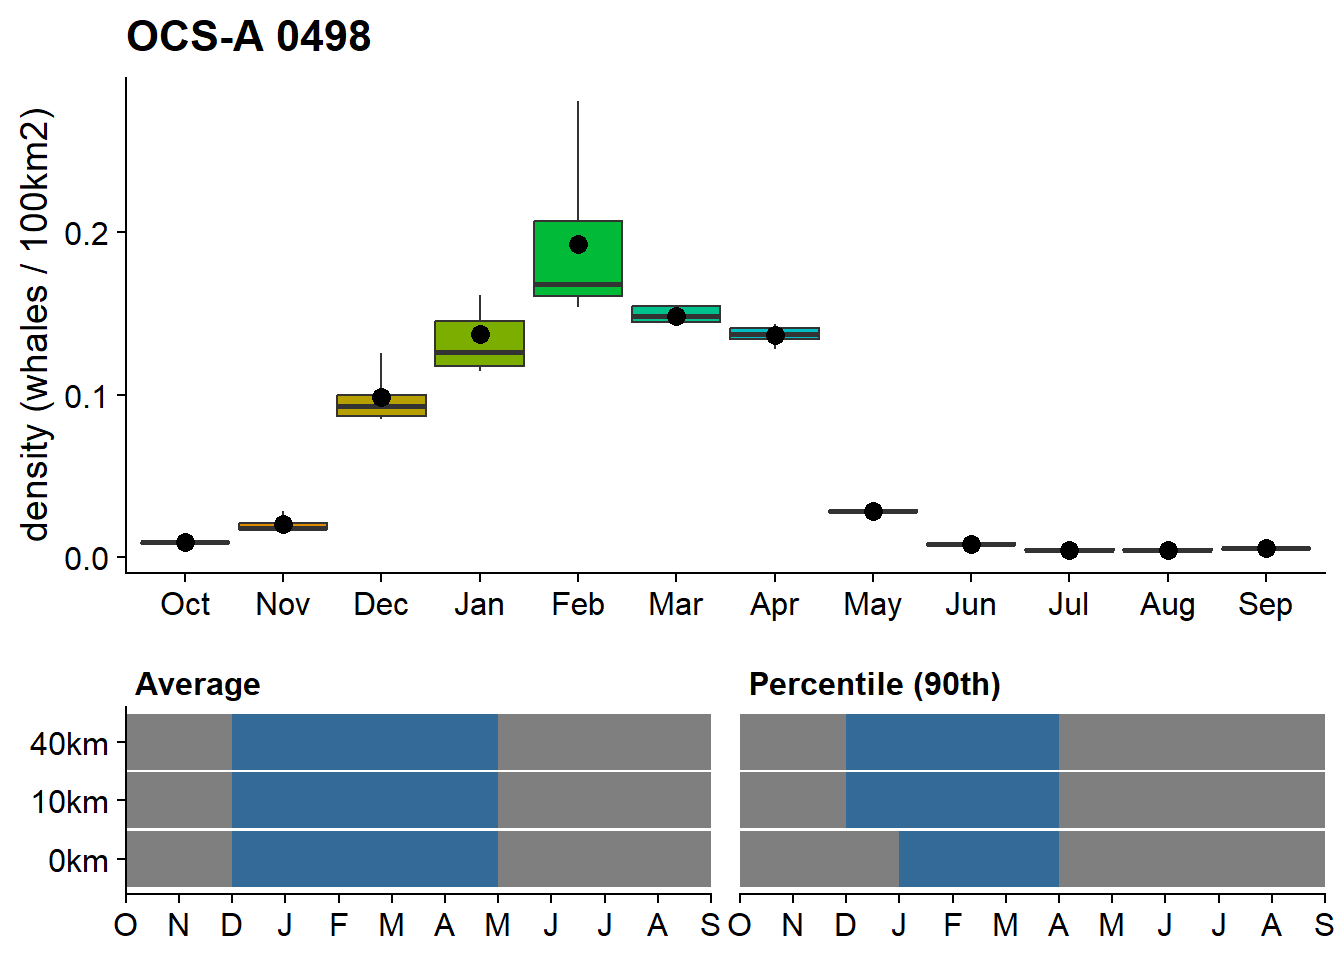 OCS-A 0498
density (whales / 100km2)
0.2
0.1
0.0
Oct Nov Dec Jan Feb Mar Apr May Jun Jul Aug Sep
Average
Percentile (90th)
40km
10km
0km
O N D J F M A M J J A S
O N D J F M A M J J A S